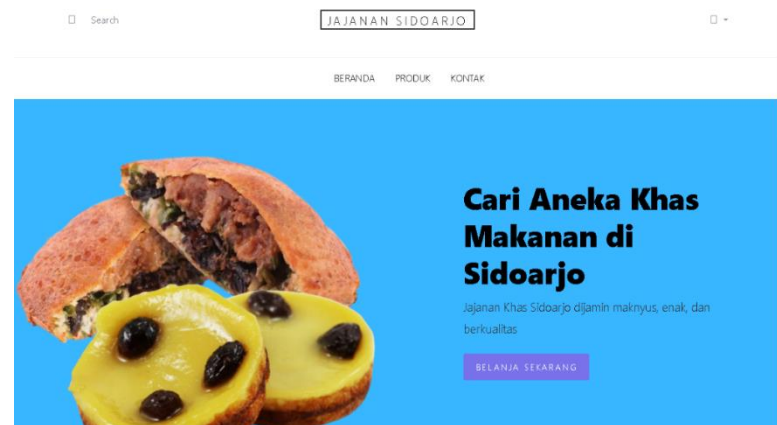 Search
JAJANAN SIDOARJO
BERANDA PRODUK KONTAK
Cari Aneka Khas
Makanan di
Sidoarjo
Jajanan Khas Sidoarjo dijamin maknyus, enak, dan
berkualitas
BELANJA SEKARANG